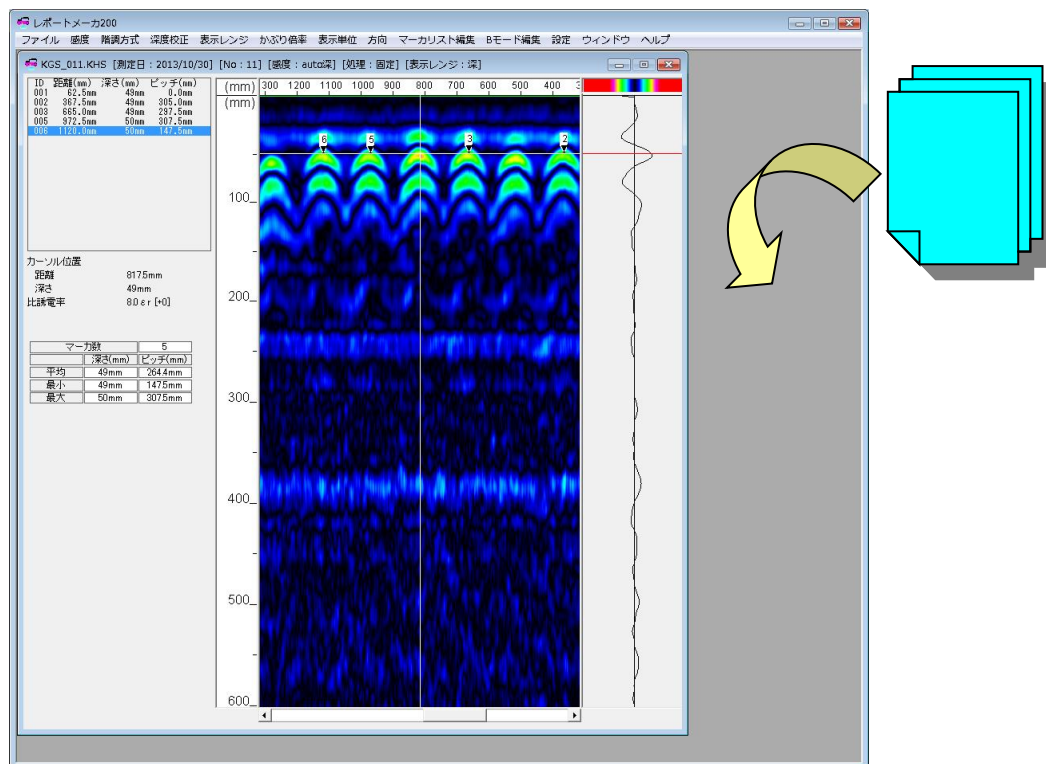 レポートメーカ200
ファイル 感度 階調方式 深度校正 表示レンジ かぶり倍率 表示単位 方向 マーカリスト編集 Bモード編集 設定 ウィンドウ ヘルプ
KGS_011.KHS [測定日:2013/10/30] [No:11] [感度:auto深] [処理:固定] [表示レンジ:深]
ID 距離(mm) 深さ(mm) ピッチ(mm)
001 62.5mm 49mm 0.0mm
002 367.5mm 49mm 305.0mm
003 665.0mm 49mm 297.5mm
005 972.5mm 50mm 307.5mm
006 1120.0mm 50mm 147.5mm
カーソル位置
距離 817.5mm
深さ 49mm
比誘電率 8.0 εr [+0]
マーカ数 5
深さ(mm) ピッチ(mm)
平均 49mm 264.4mm
最小 49mm 147.5mm
最大 50mm 307.5mm
(mm) 300 1200 1100 1000 900 800 700 600 500 400 3
(mm)
6 5 3 2
100
200
300
400
500
600